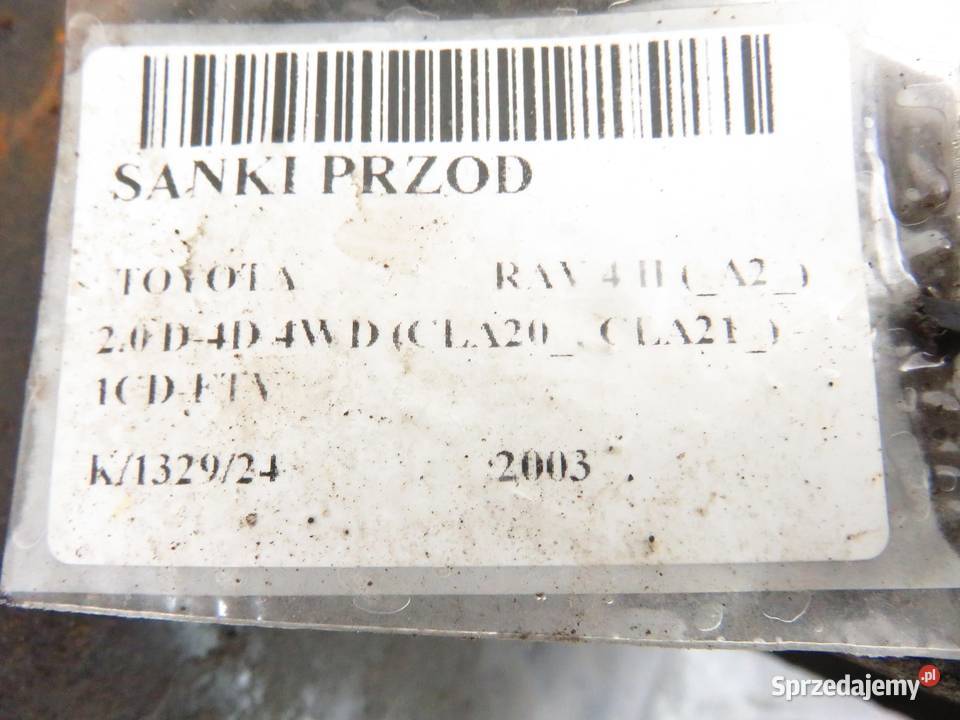 SANKI PRZOD
TOYOTA RAV 4 II (_A2_)
2.0 D-4D 4WD (CLA20_, CLA21_)
1CD-FTV
K/1329/24 2003
Sprzedajemy.pl